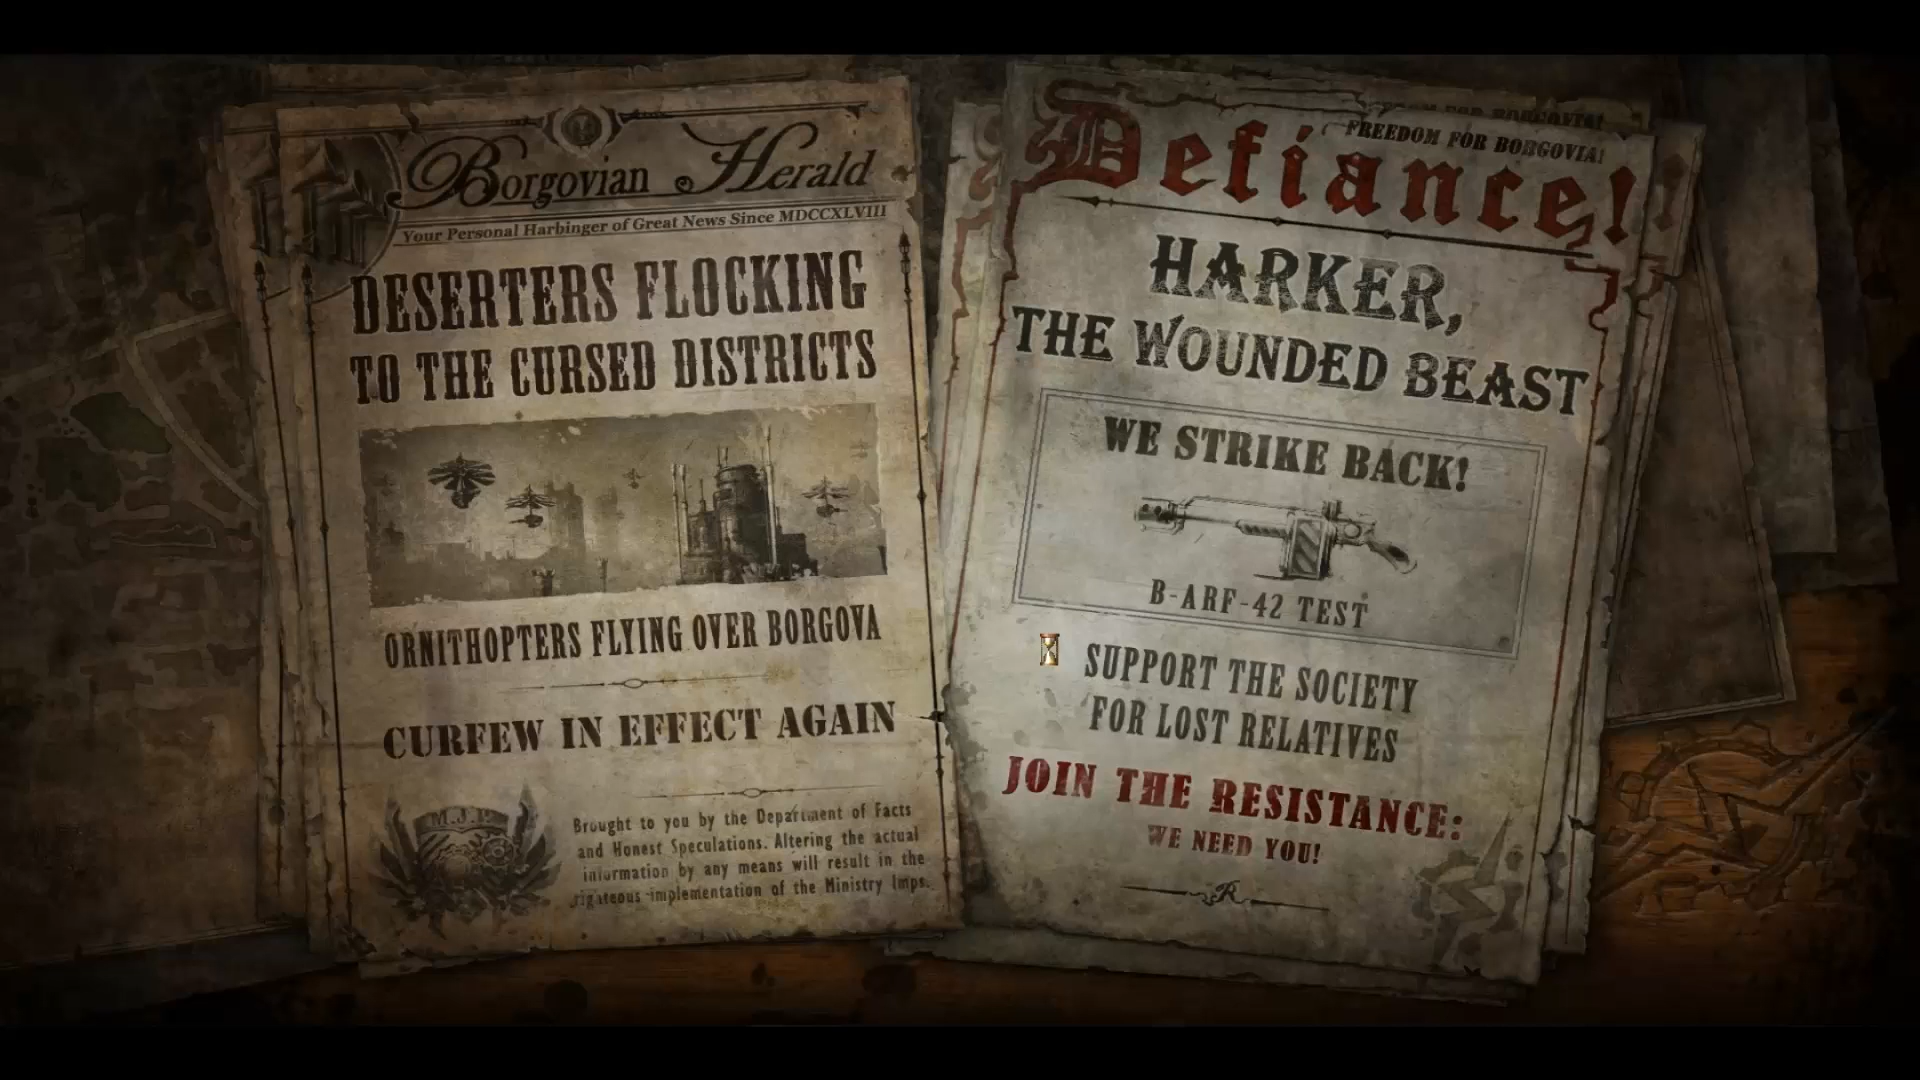 Borgovian Herald
Your Personal Harbinger of Great News Since MDCCXLVIII
DESERTERS FLOCKING
TO THE CURSED DISTRICTS
ORNITHOPTERS FLYING OVER BORGOVA
CURFEW IN EFFECT AGAIN
Brought to you by the Department of Facts
and Honest Speculations. Altering the actual
information by any means will result in the
righteous implementation of the Ministry Imps.
FREEDOM FOR BORGOVIA!
Defiance!
HARKER,
THE WOUNDED BEAST
WE STRIKE BACK!
B-ARF-42 TEST
SUPPORT THE SOCIETY
FOR LOST RELATIVES
JOIN THE RESISTANCE:
WE NEED YOU!
R